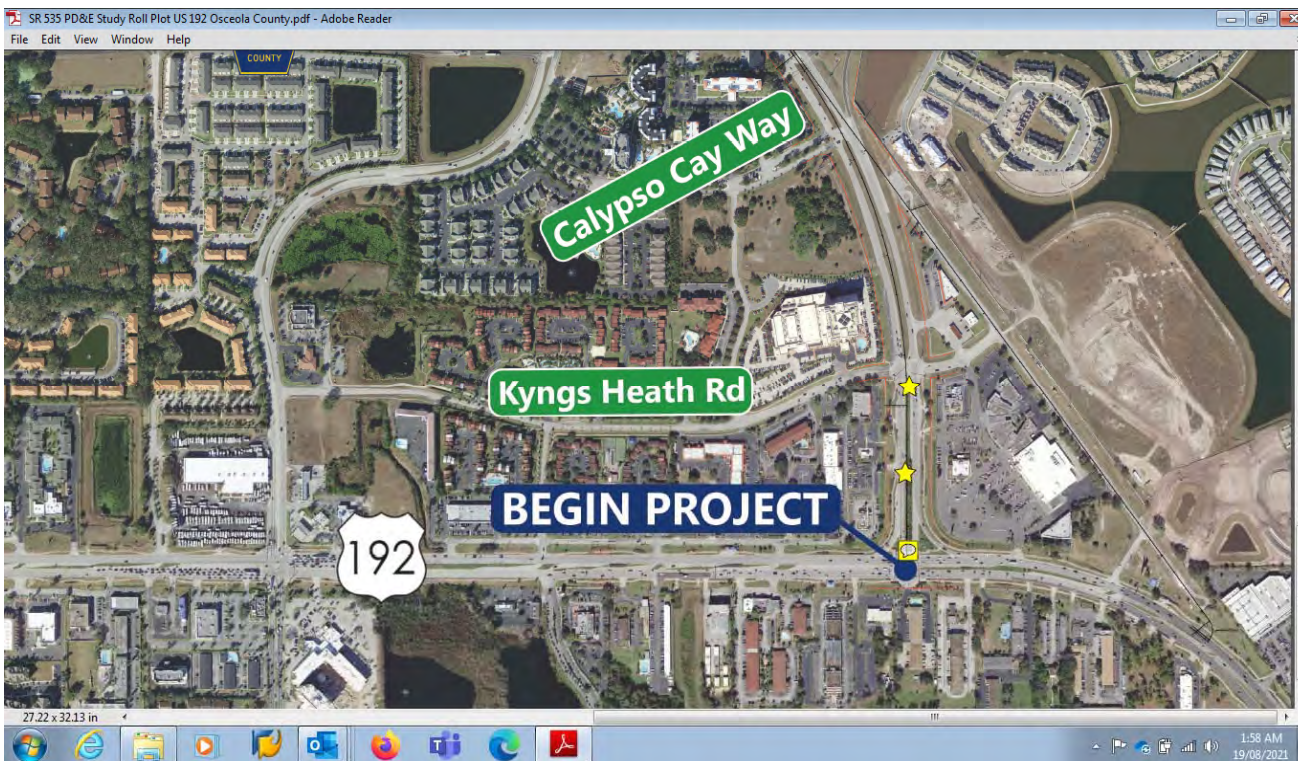 SR 535 PD&E Study Roll Plot US 192 Osceola County.pdf - Adobe Reader
File Edit View Window Help
COUNTY
Calypso Cay Way
Kyngs Heath Rd
BEGIN PROJECT
192
27.22 x 32.13 in
1:58 AM
19/08/2021